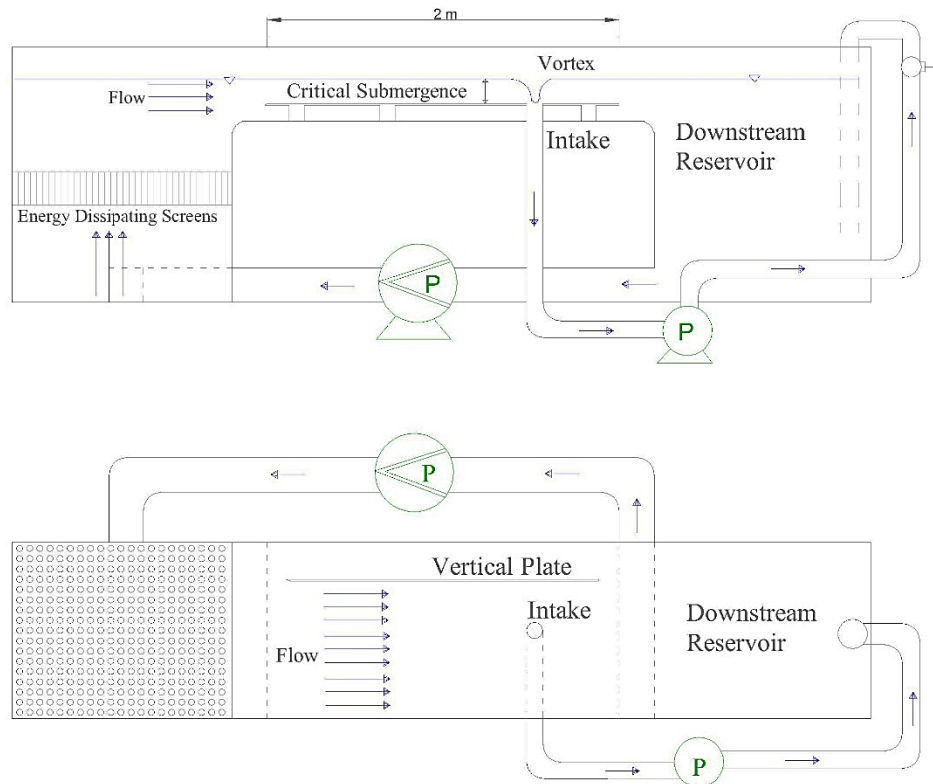 2 m
Vortex
Flow
Critical Submergence
Intake
Downstream
Reservoir
Energy Dissipating Screens
P
P
P
Vertical Plate
Intake
Downstream
Reservoir
Flow
P